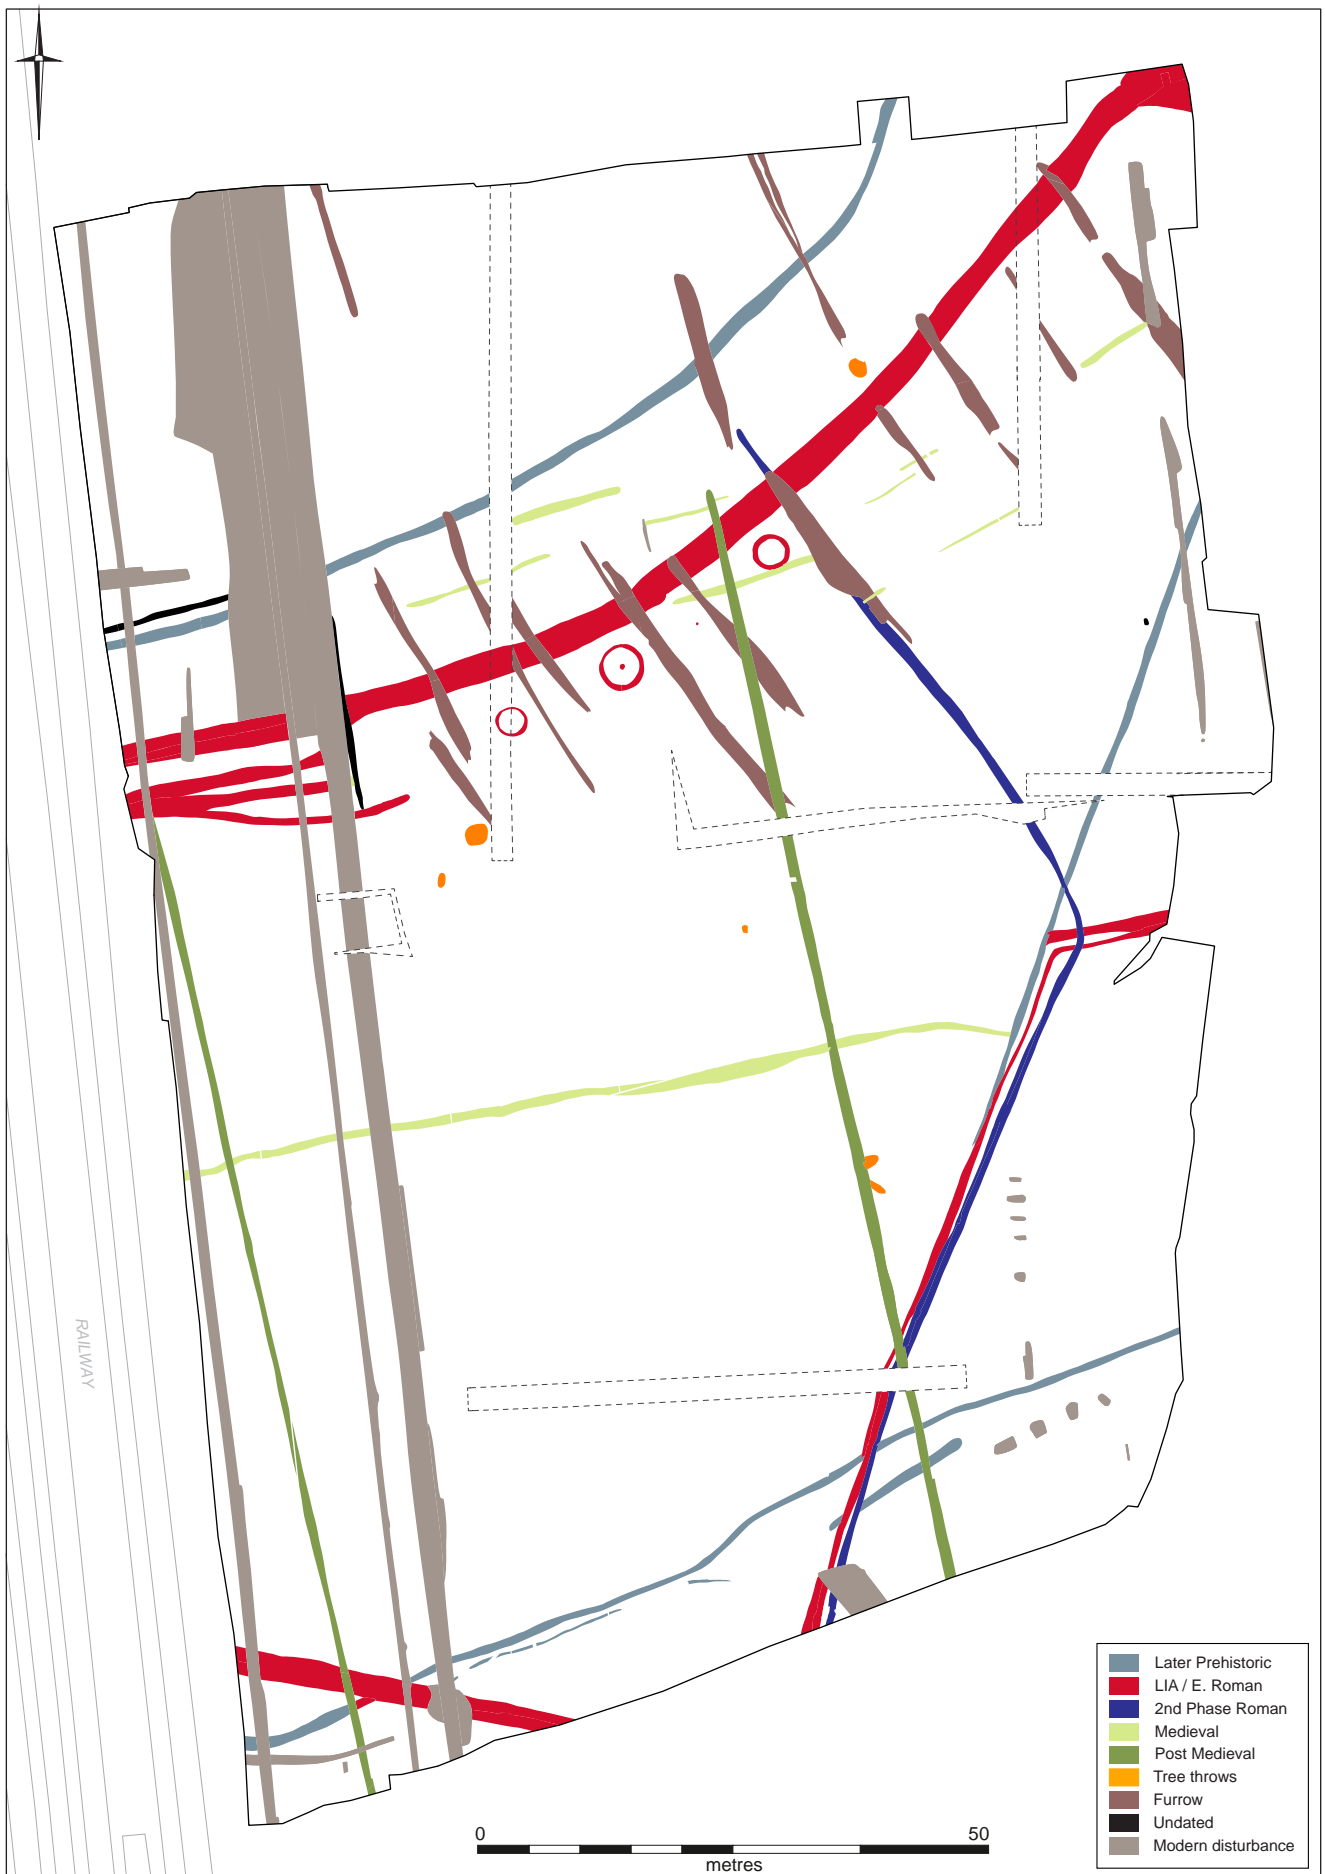 RAILWAY
Later Prehistoric
LIA / E. Roman
2nd Phase Roman
Medieval
Post Medieval
Tree throws
Furrow
Undated
Modern disturbance
0 50
metres